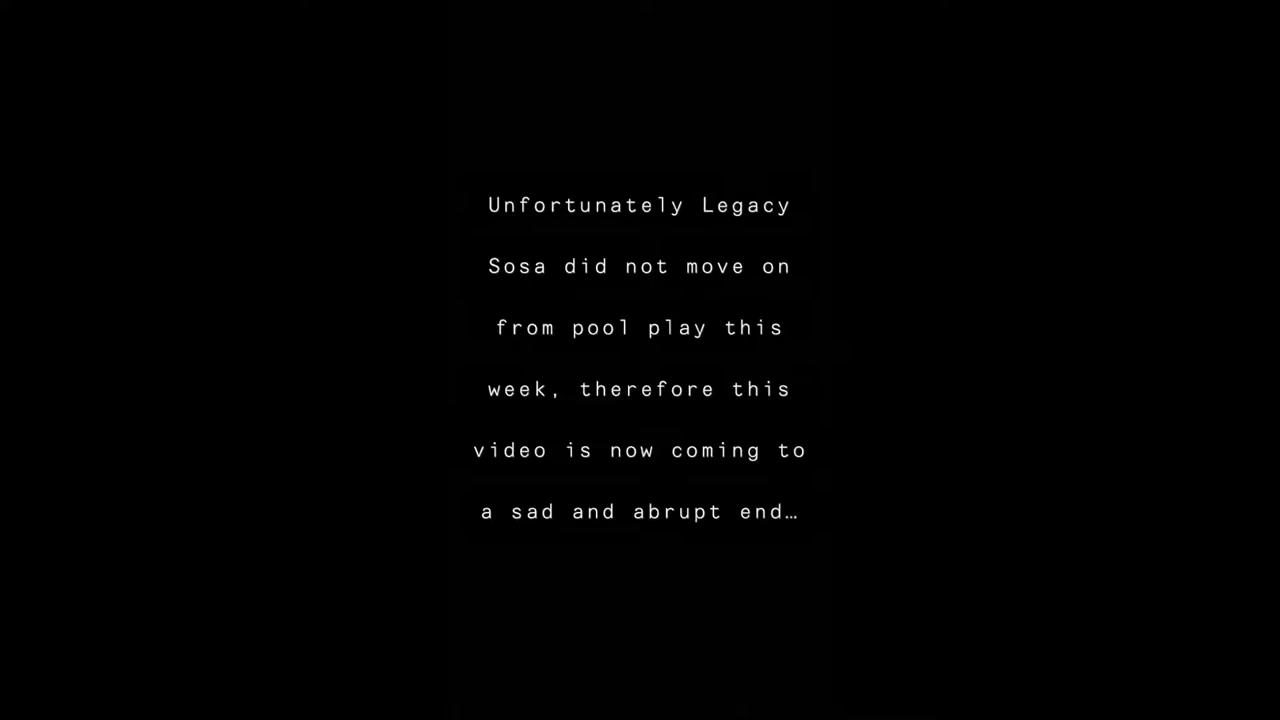 Unfortunately Legacy
Sosa did not move on
from pool play this
week, therefore this
video is now coming to
a sad and abrupt end…